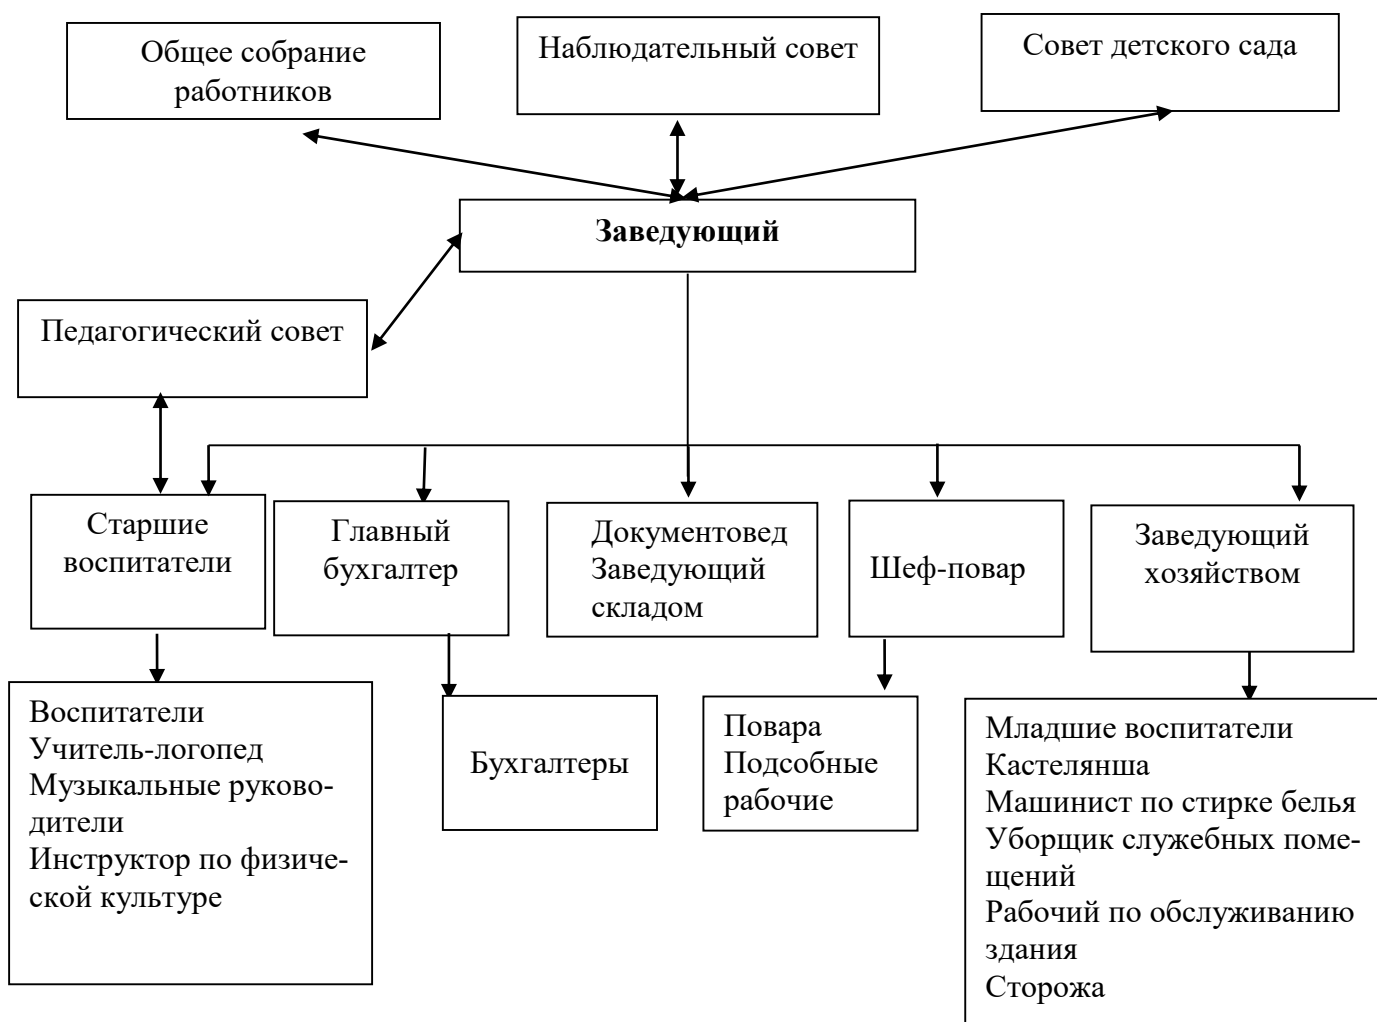 Общее собрание
работников
Наблюдательный совет
Совет детского сада
Заведующий
Педагогический совет
Старшие
воспитатели
Главный
бухгалтер
Документовед
Заведующий
складом
Шеф-повар
Заведующий
хозяйством
Воспитатели
Учитель-логопед
Музыкальные руково-
дители
Инструктор по физиче-
ской культуре
Бухгалтеры
Повара
Подсобные
рабочие
Младшие воспитатели
Кастелянша
Машинист по стирке белья
Уборщик служебных поме-
щений
Рабочий по обслуживанию
здания
Сторожа